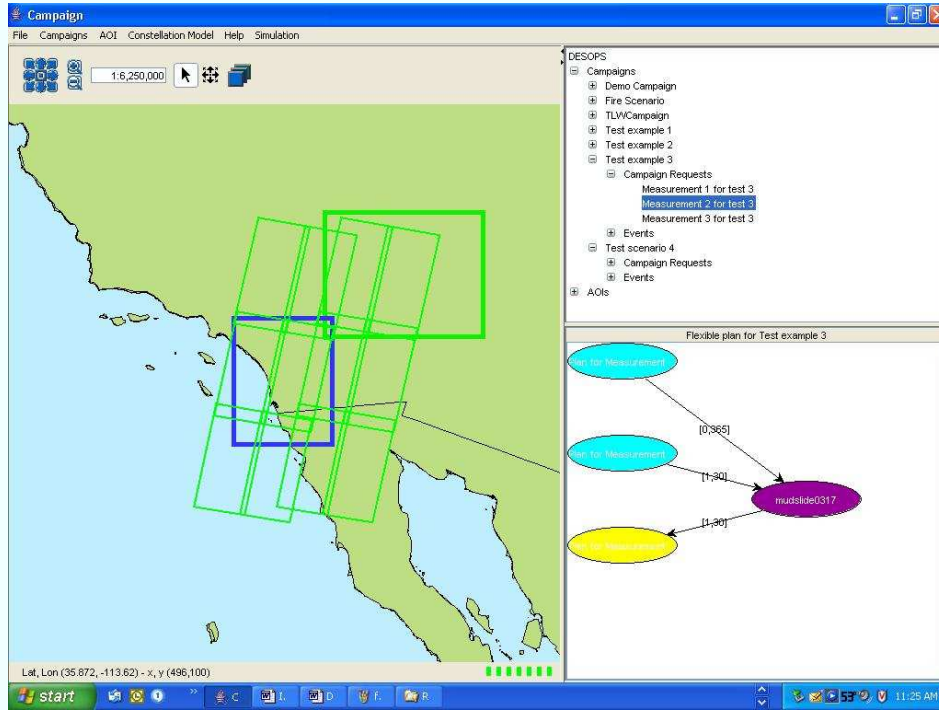 Campaign
File Campaigns AOI Constellation Model Help Simulation
1:6,250,000
DESOPS
Campaigns
Demo Campaign
Fire Scenario
TLWCampaign
Test example 1
Test example 2
Test example 3
Campaign Requests
Measurement 1 for test 3
Measurement 2 for test 3
Measurement 3 for test 3
Events
Test scenario 4
Campaign Requests
Events
AOIs
Flexible plan for Test example 3
Plan for Measurement
[0,365]
Plan for Measurement
[1,30]
mudslide0317
[1,30]
Plan for Measurement
Lat, Lon (35.872, -113.62) - x, y (496,100)
start
C
I.
D
f.
R
53°
11:25 AM